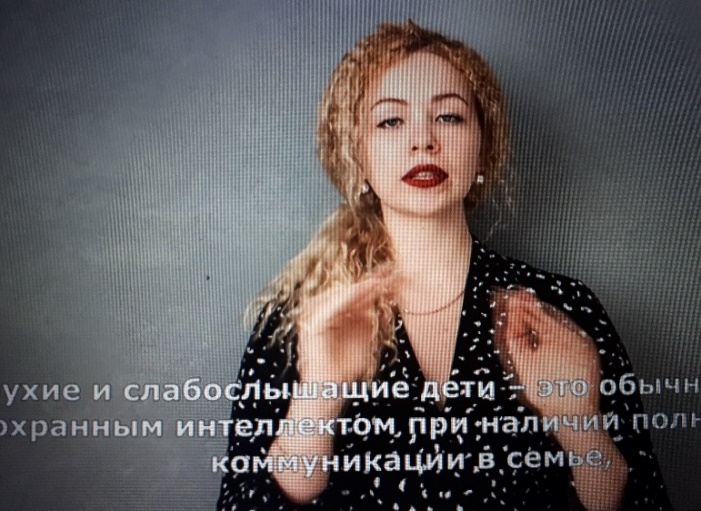 ухие и слабослышащие дети – это обычн
охранным интеллектом при наличии полн
коммуникации в семье,